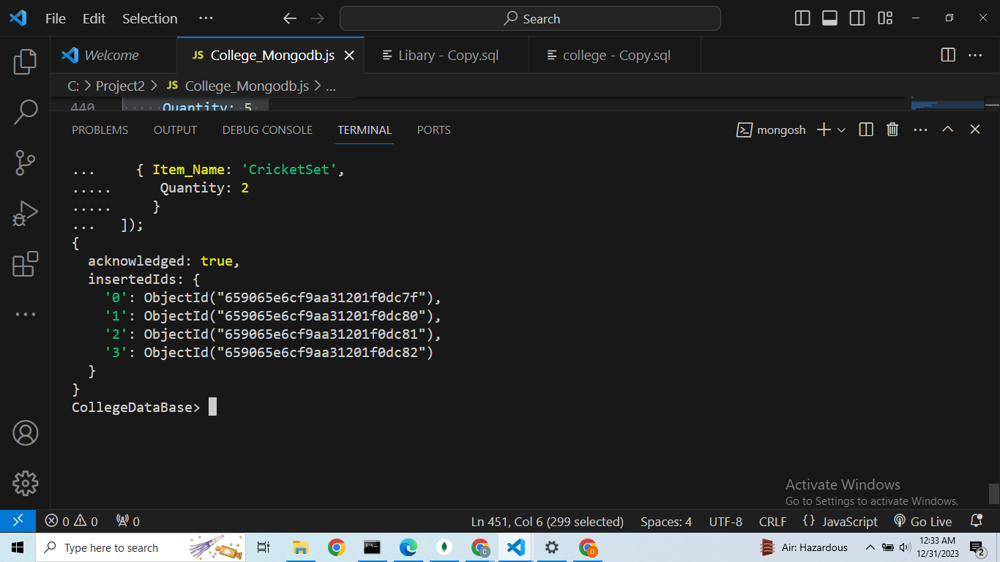 File Edit Selection ... Search
Welcome JS College_Mongodb.js Libary - Copy.sql college - Copy.sql ...
C: > Project2 > JS College_Mongodb.js > ...
440 Quantity: 5
PROBLEMS OUTPUT DEBUG CONSOLE TERMINAL PORTS mongosh
... { Item_Name: 'CricketSet',
..... Quantity: 2
..... }
... ]);
{
acknowledged: true,
insertedIds: {
'0': ObjectId("659065e6cf9aa31201f0dc7f"),
'1': ObjectId("659065e6cf9aa31201f0dc80"),
'2': ObjectId("659065e6cf9aa31201f0dc81"),
'3': ObjectId("659065e6cf9aa31201f0dc82")
}
}
CollegeDataBase>
Activate Windows
Go to Settings to activate Windows.
0 0 0 Ln 451, Col 6 (299 selected) Spaces: 4 UTF-8 CRLF {} JavaScript Go Live
Type here to search C O Air: Hazardous 12:33 AM
12/31/2023 2